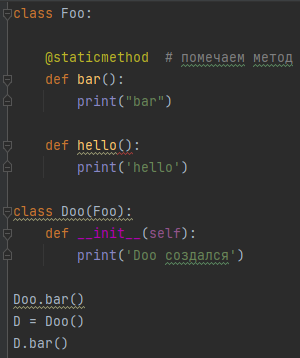 class Foo:
    @staticmethod  # помечаем метод
    def bar():
        print("bar")
    def hello():
        print('hello')
class Doo(Foo):
    def __init__(self):
        print('Doo создался')
Doo.bar()
D = Doo()
D.bar()